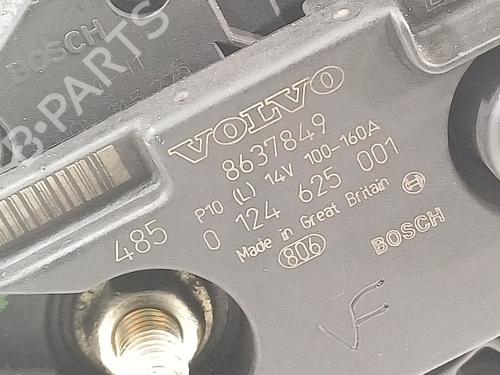 BOSCH
B-PARTS
VOLVO
8637849
P10 (L) 14V 100-160A
485 0 124 625 001
Made in Great Britain
806 BOSCH
VF